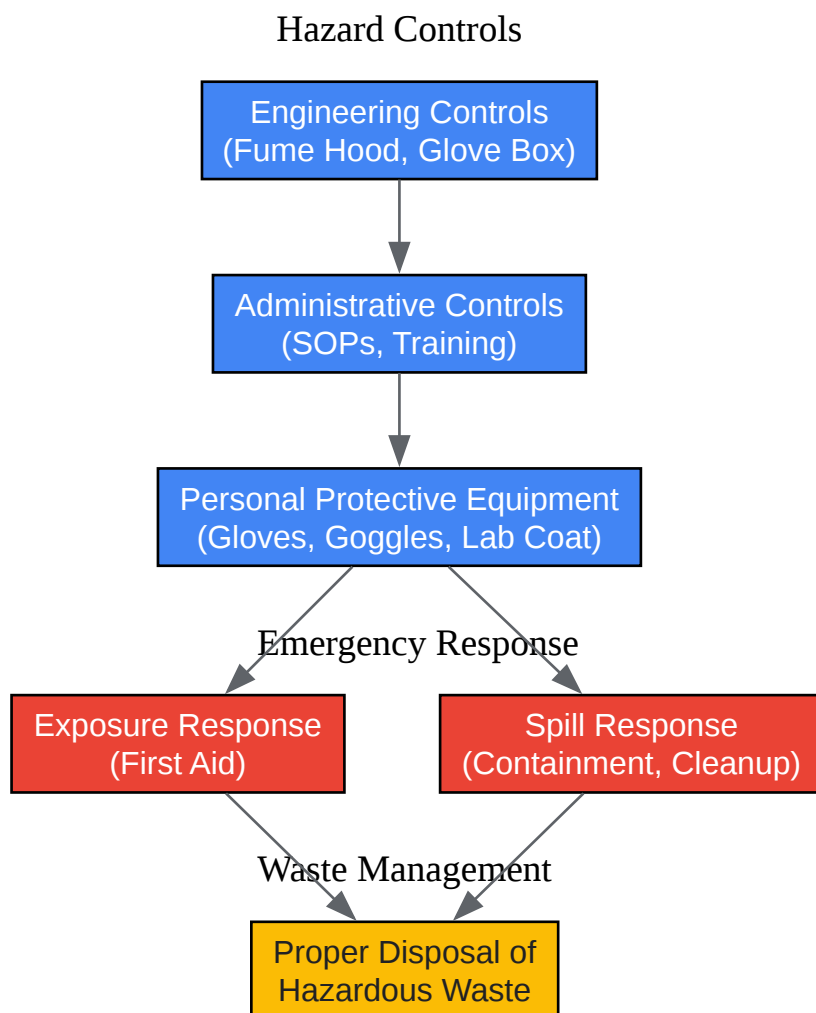 Hazard Controls
Engineering Controls
(Fume Hood, Glove Box)
Administrative Controls
(SOPs, Training)
Personal Protective Equipment
(Gloves, Goggles, Lab Coat)
Emergency Response
Exposure Response
(First Aid)
Spill Response
(Containment, Cleanup)
Waste Management
Proper Disposal of
Hazardous Waste